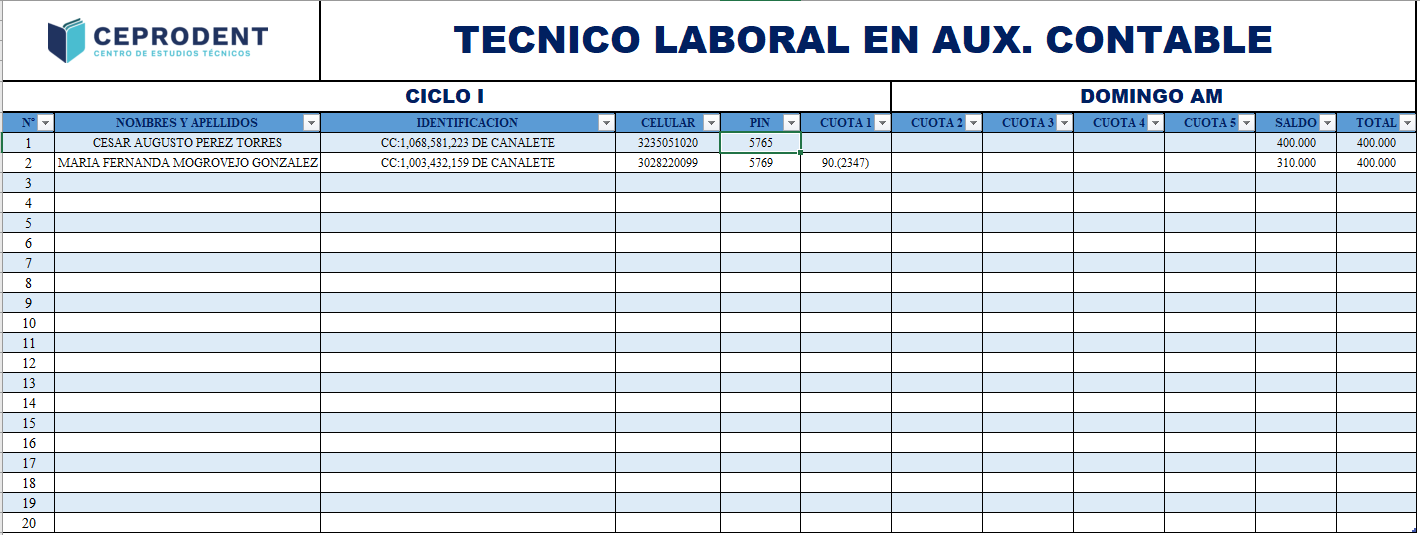 CEPRODENT
CENTRO DE ESTUDIOS TÉCNICOS
TECNICO LABORAL EN AUX. CONTABLE
CICLO I DOMINGO AM
Nº NOMBRES Y APELLIDOS IDENTIFICACION CELULAR PIN CUOTA 1 CUOTA 2 CUOTA 3 CUOTA 4 CUOTA 5 SALDO TOTAL
1 CESAR AUGUSTO PEREZ TORRES CC:1,068,581,223 DE CANALETE 3235051020 5765 400.000 400.000
2 MARIA FERNANDA MOGROVEJO GONZALEZ CC:1,003,432,159 DE CANALETE 3028220099 5769 90.(2347) 310.000 400.000
3
4
5
6
7
8
9
10
11
12
13
14
15
16
17
18
19
20